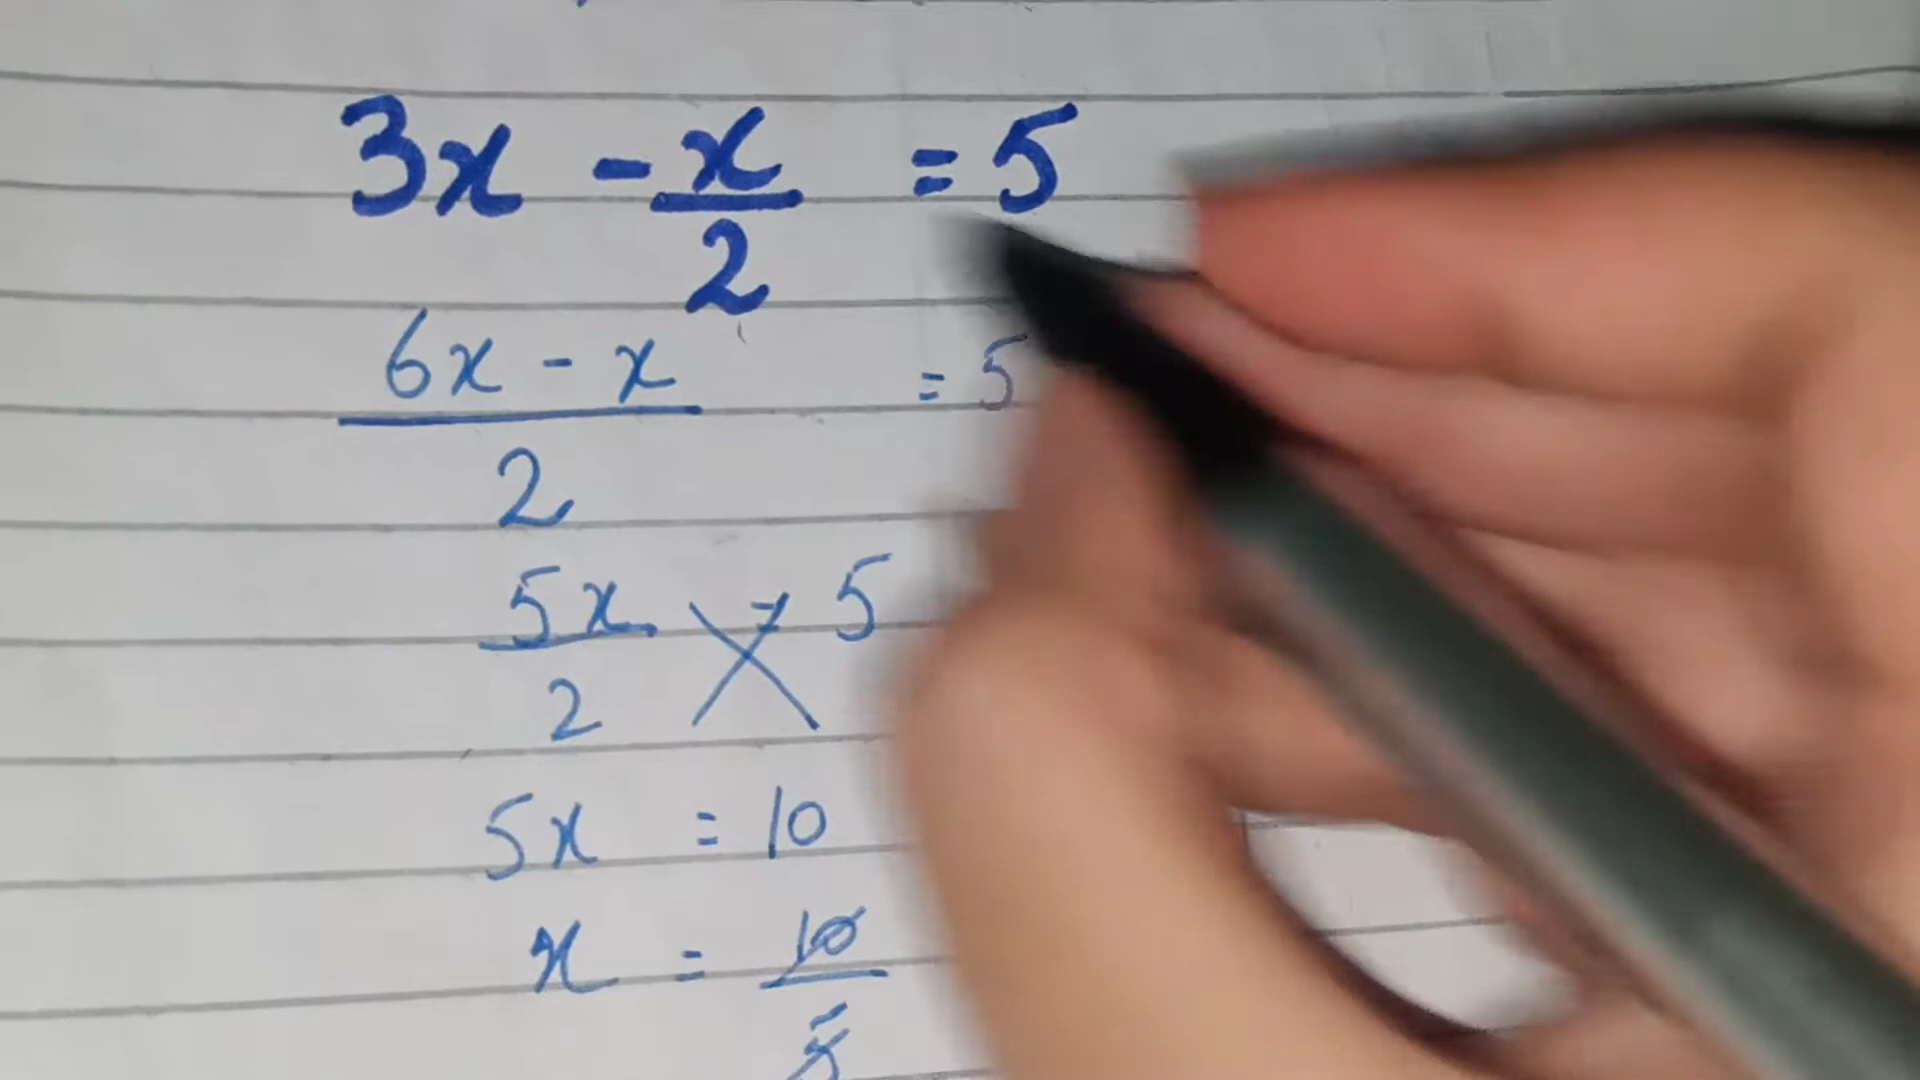 3x - x/2 = 5
6x - x = 5
2
5x/2 = 5
5x = 10
x = 10/5